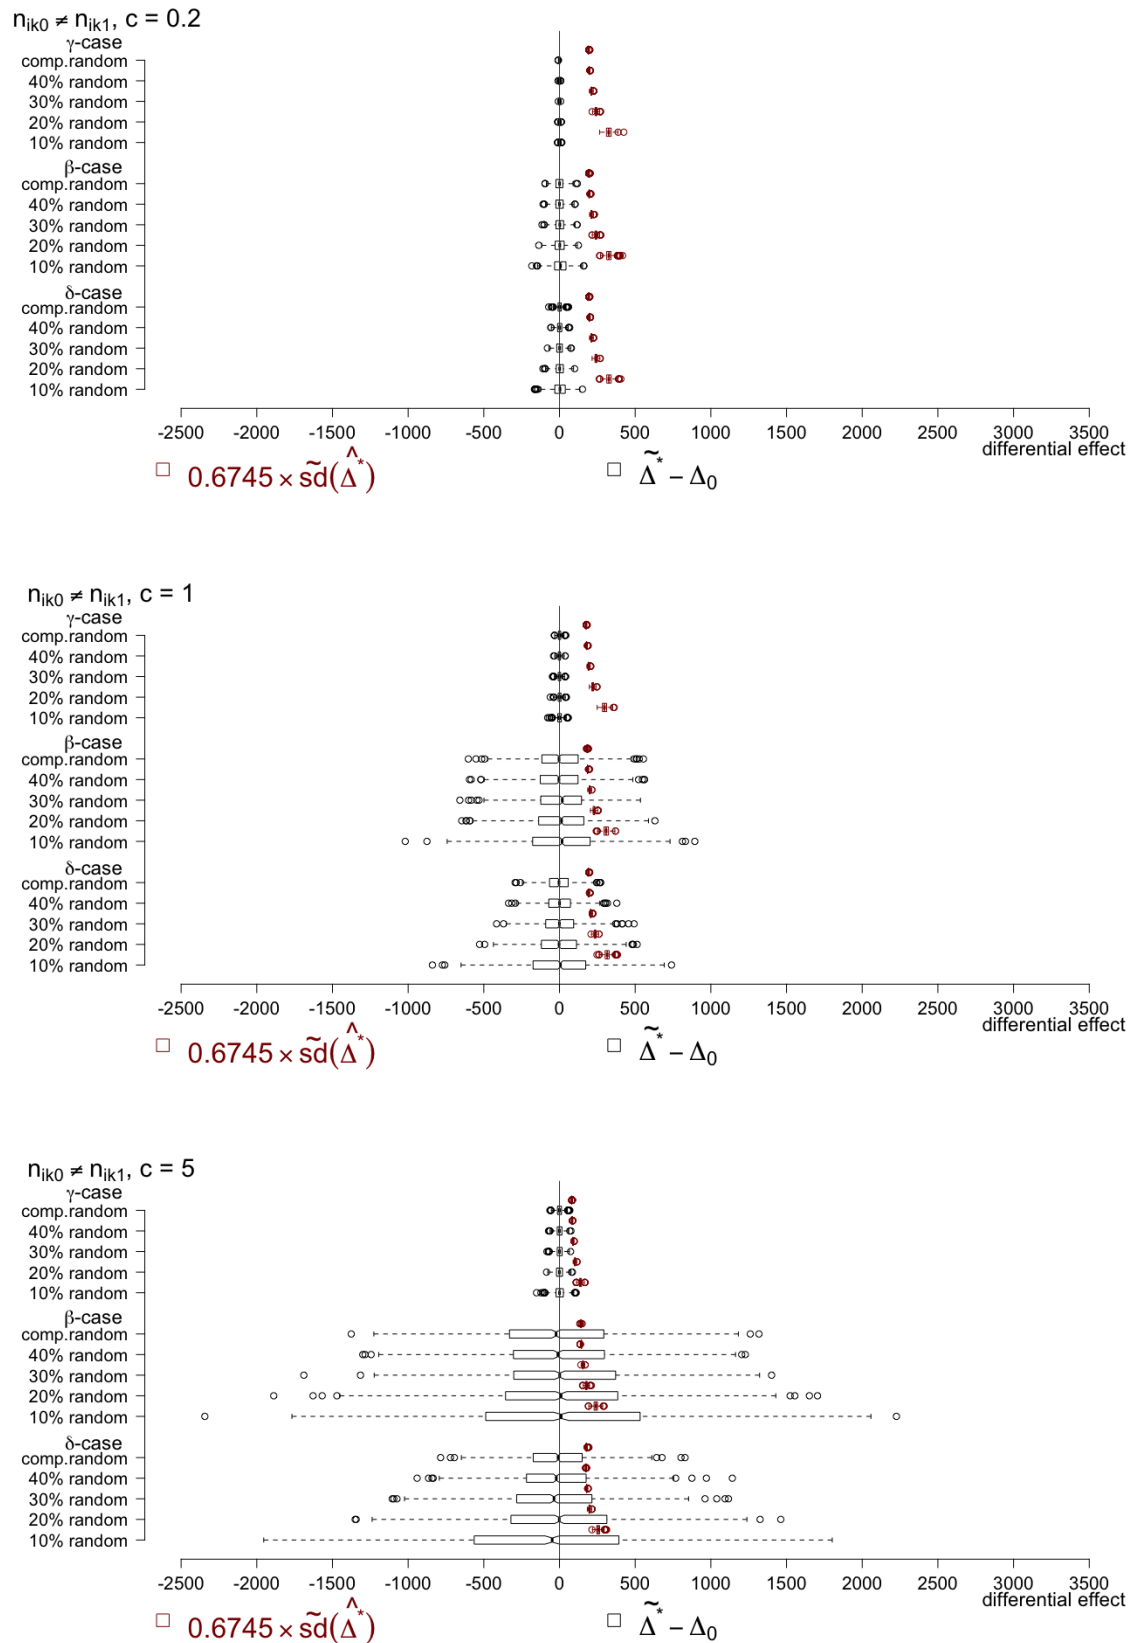 nik0 ≠ nik1, c = 0.2
γ-case
comp.random
40% random
30% random
20% random
10% random
β-case
comp.random
40% random
30% random
20% random
10% random
δ-case
comp.random
40% random
30% random
20% random
10% random
-2500 -2000 -1500 -1000 -500 0 500 1000 1500 2000 2500 3000 3500
differential effect
0.6745 × s̃d(Δ̂*) Δ̃* − Δ0
nik0 ≠ nik1, c = 1
γ-case
comp.random
40% random
30% random
20% random
10% random
β-case
comp.random
40% random
30% random
20% random
10% random
δ-case
comp.random
40% random
30% random
20% random
10% random
-2500 -2000 -1500 -1000 -500 0 500 1000 1500 2000 2500 3000 3500
differential effect
0.6745 × s̃d(Δ̂*) Δ̃* − Δ0
nik0 ≠ nik1, c = 5
γ-case
comp.random
40% random
30% random
20% random
10% random
β-case
comp.random
40% random
30% random
20% random
10% random
δ-case
comp.random
40% random
30% random
20% random
10% random
-2500 -2000 -1500 -1000 -500 0 500 1000 1500 2000 2500 3000 3500
differential effect
0.6745 × s̃d(Δ̂*) Δ̃* − Δ0